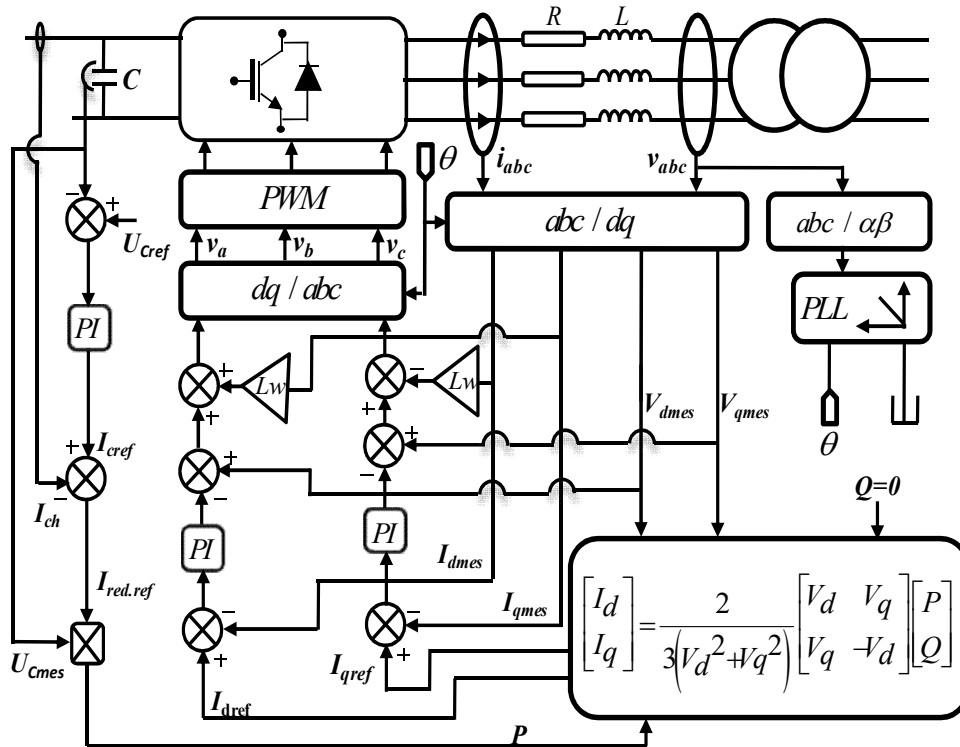 R L
C
θ i_abc v_abc
PWM
abc / dq
abc / αβ
U_Cref
v_a v_b v_c
dq / abc
PLL
PI
Lw Lw
V_dmes V_qmes
θ
I_cref
Q=0
I_ch
PI PI
I_dmes
I_red.ref
I_qmes
[I_d I_q] = 2 / 3(V_d^2+V_q^2) [V_d V_q V_q -V_d] [P Q]
U_Cmes
I_qref
I_dref
P